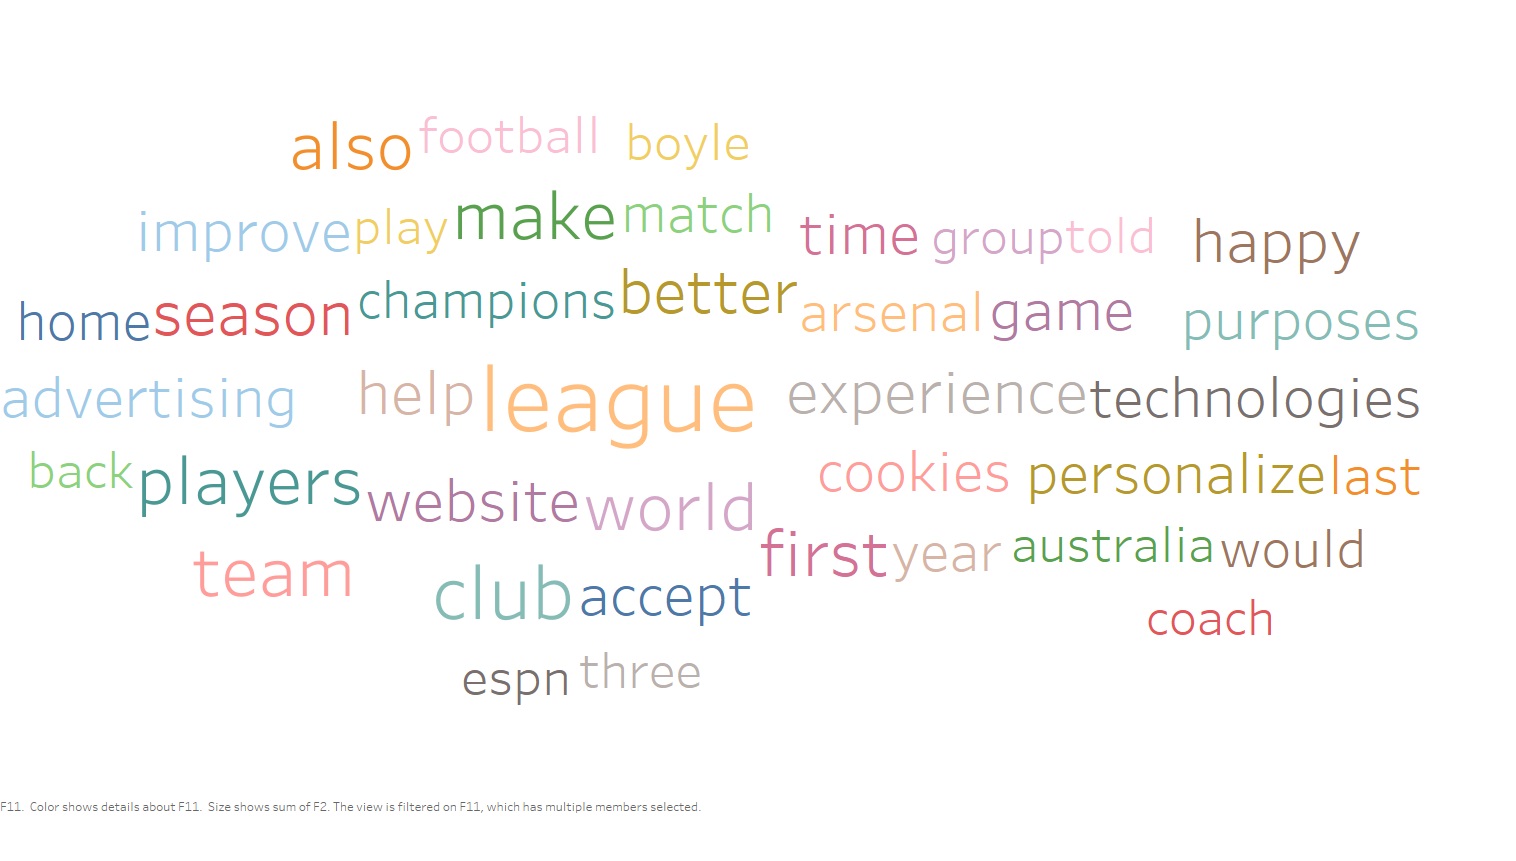 also football boyle
improve play make match time group told happy
home season champions better arsenal game purposes
advertising help league experience technologies
back players website world cookies personalize last
team club accept first year australia would
coach
espn three
F11. Color shows details about F11. Size shows sum of F2. The view is filtered on F11, which has multiple members selected.